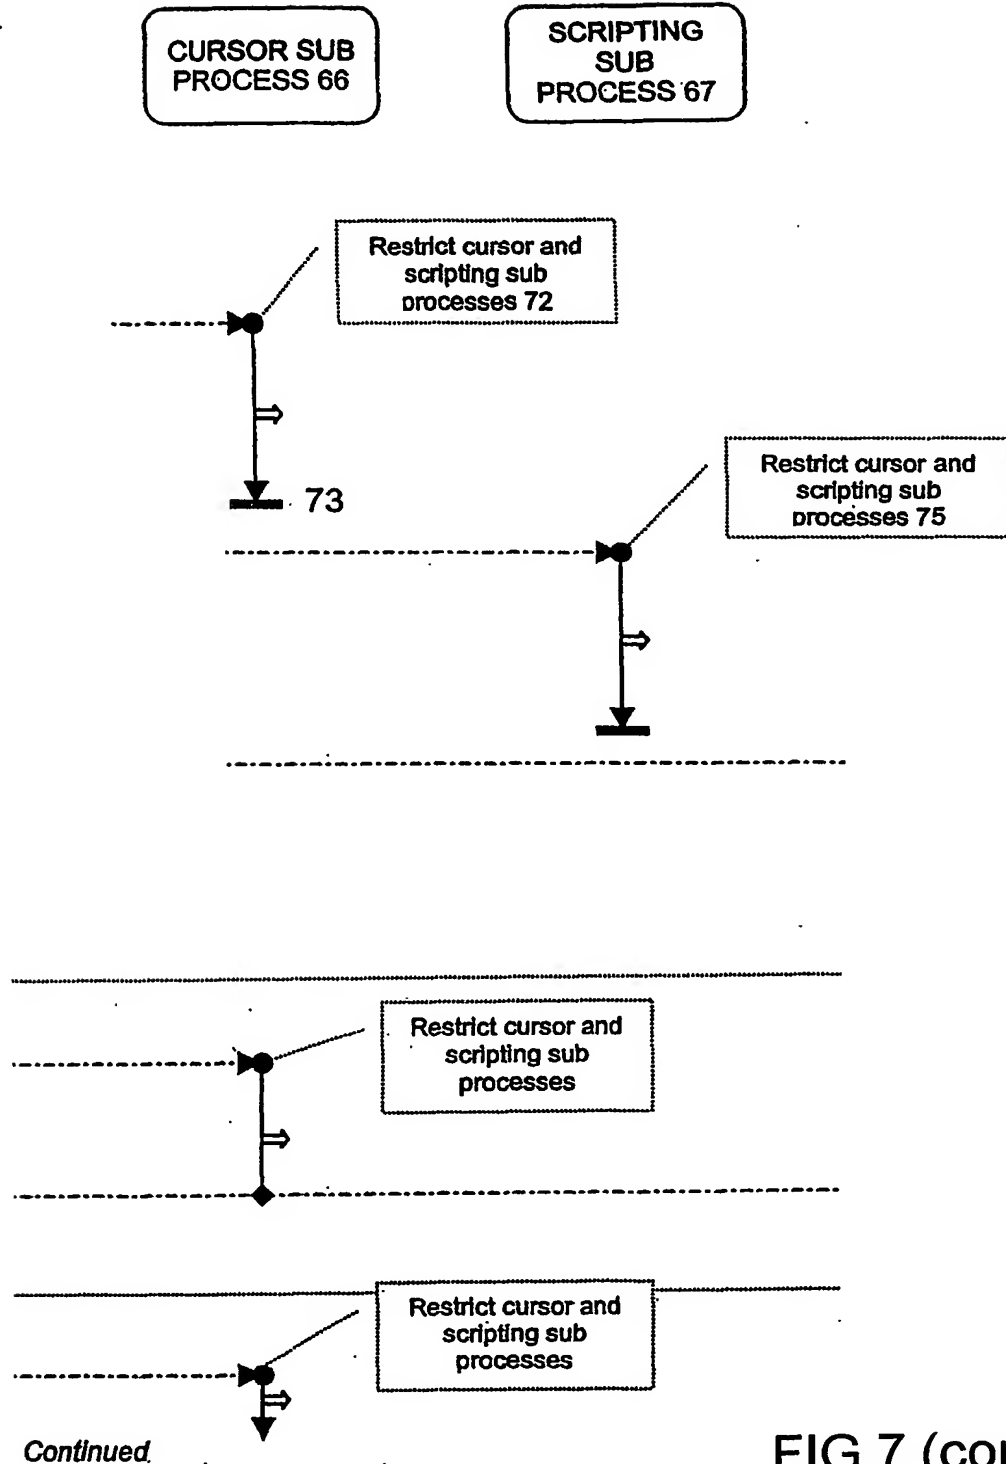 CURSOR SUB
PROCESS 66
SCRIPTING
SUB
PROCESS 67
Restrict cursor and
scripting sub
processes 72
73
Restrict cursor and
scripting sub
processes 75
Restrict cursor and
scripting sub
processes
Restrict cursor and
scripting sub
processes
Continued
FIG 7 (con